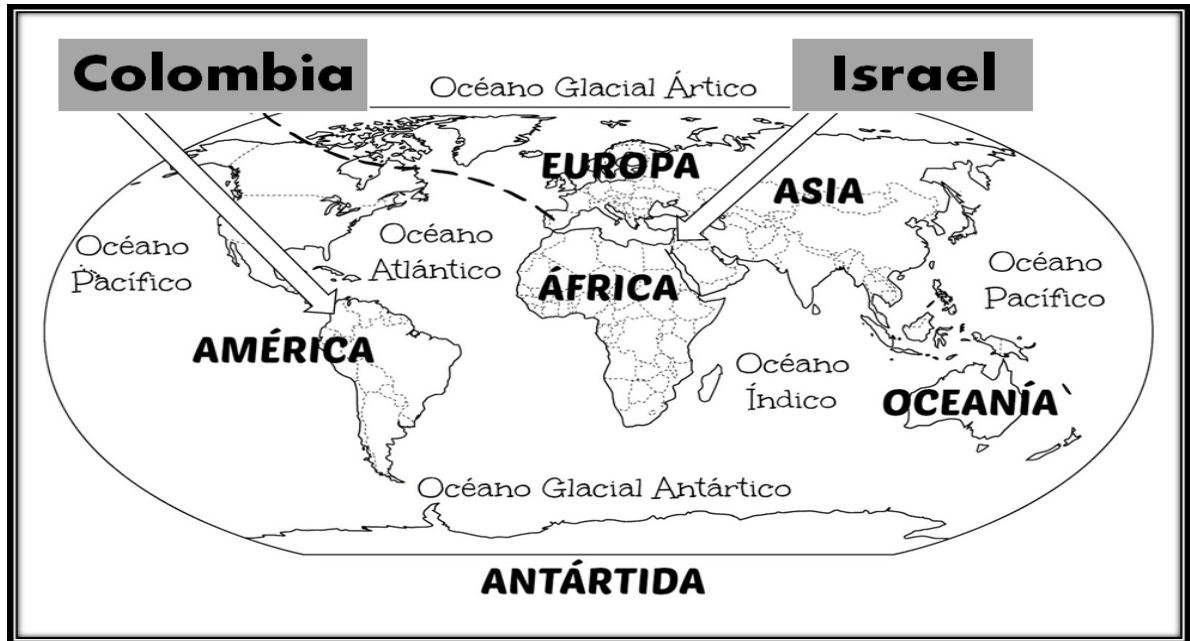 Colombia
Israel
Océano Glacial Ártico
EUROPA
ASIA
Océano
Pacífico
Océano
Atlántico
ÁFRICA
Océano
Pacífico
AMÉRICA
Océano
Índico
OCEANÍA`
Océano Glacial Antártico
ANTÁRTIDA